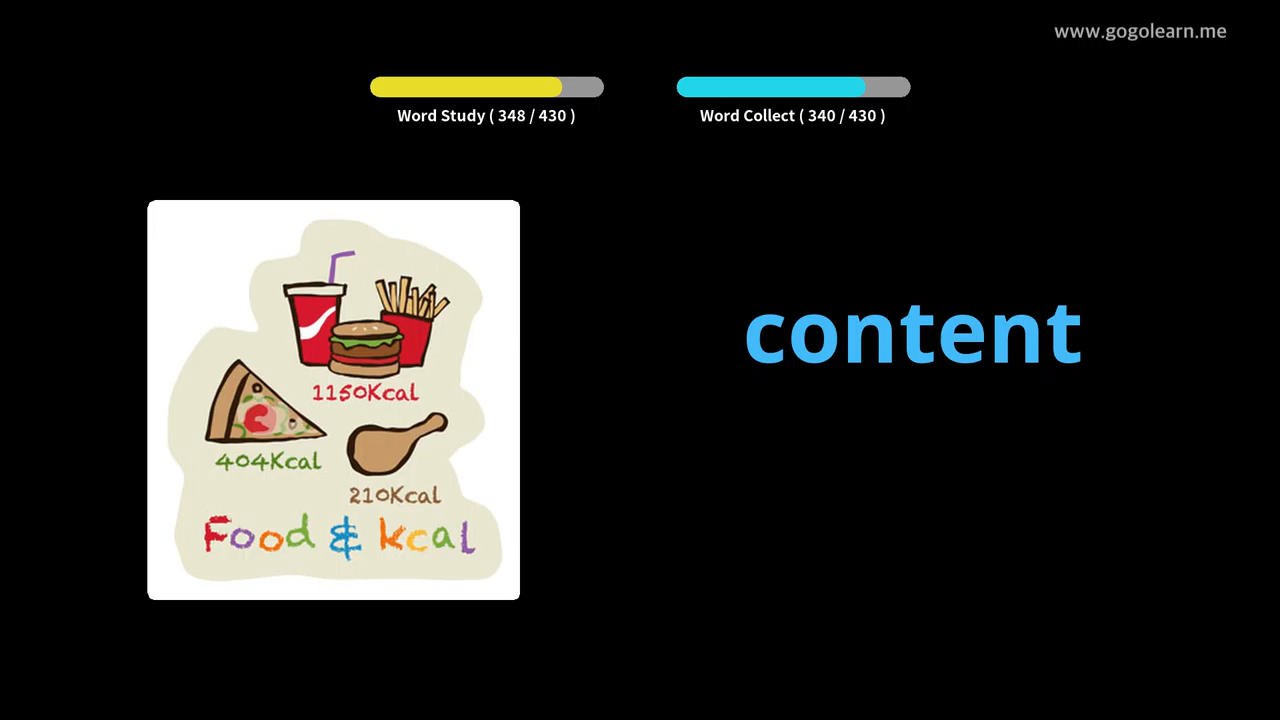 www.gogolearn.me
Word Study ( 348 / 430 )
Word Collect ( 340 / 430 )
1150Kcal
404Kcal
210Kcal
Food & kcal
content